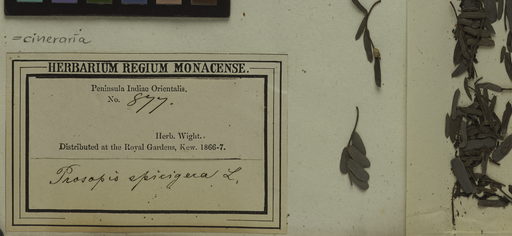 =cineraria
HERBARIUM REGIUM MONACENSE.
Peninsula Indiae Orientalis.
No. 877.
Herb. Wight.
Distributed at the Royal Gardens, Kew. 1866-7.
Prosopis spicigera L.